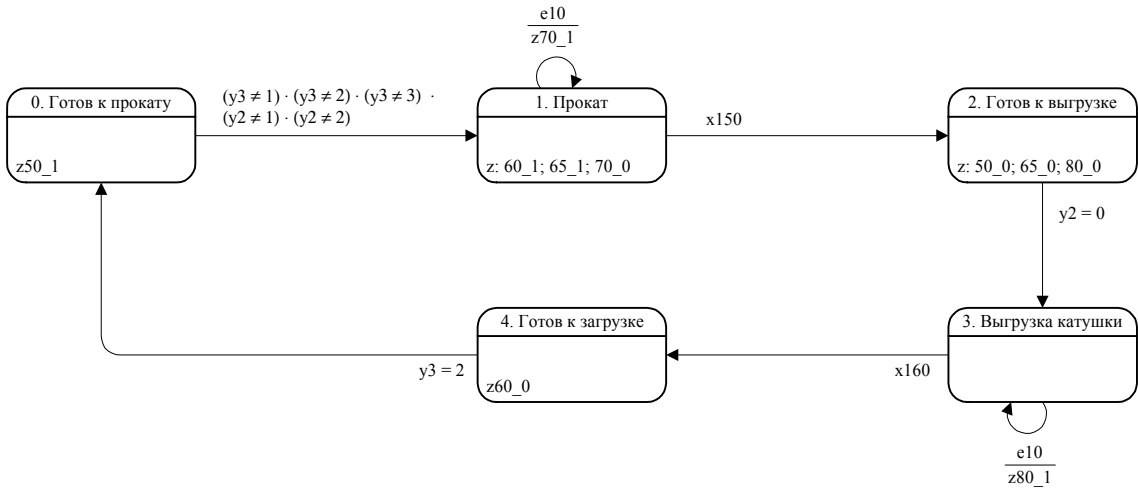 e10
z70_1
0. Готов к прокату
(y3 ≠ 1) · (y3 ≠ 2) · (y3 ≠ 3) ·
(y2 ≠ 1) · (y2 ≠ 2)
1. Прокат
x150
2. Готов к выгрузке
z50_1
z: 60_1; 65_1; 70_0
z: 50_0; 65_0; 80_0
y2 = 0
4. Готов к загрузке
3. Выгрузка катушки
y3 = 2
z60_0
x160
e10
z80_1